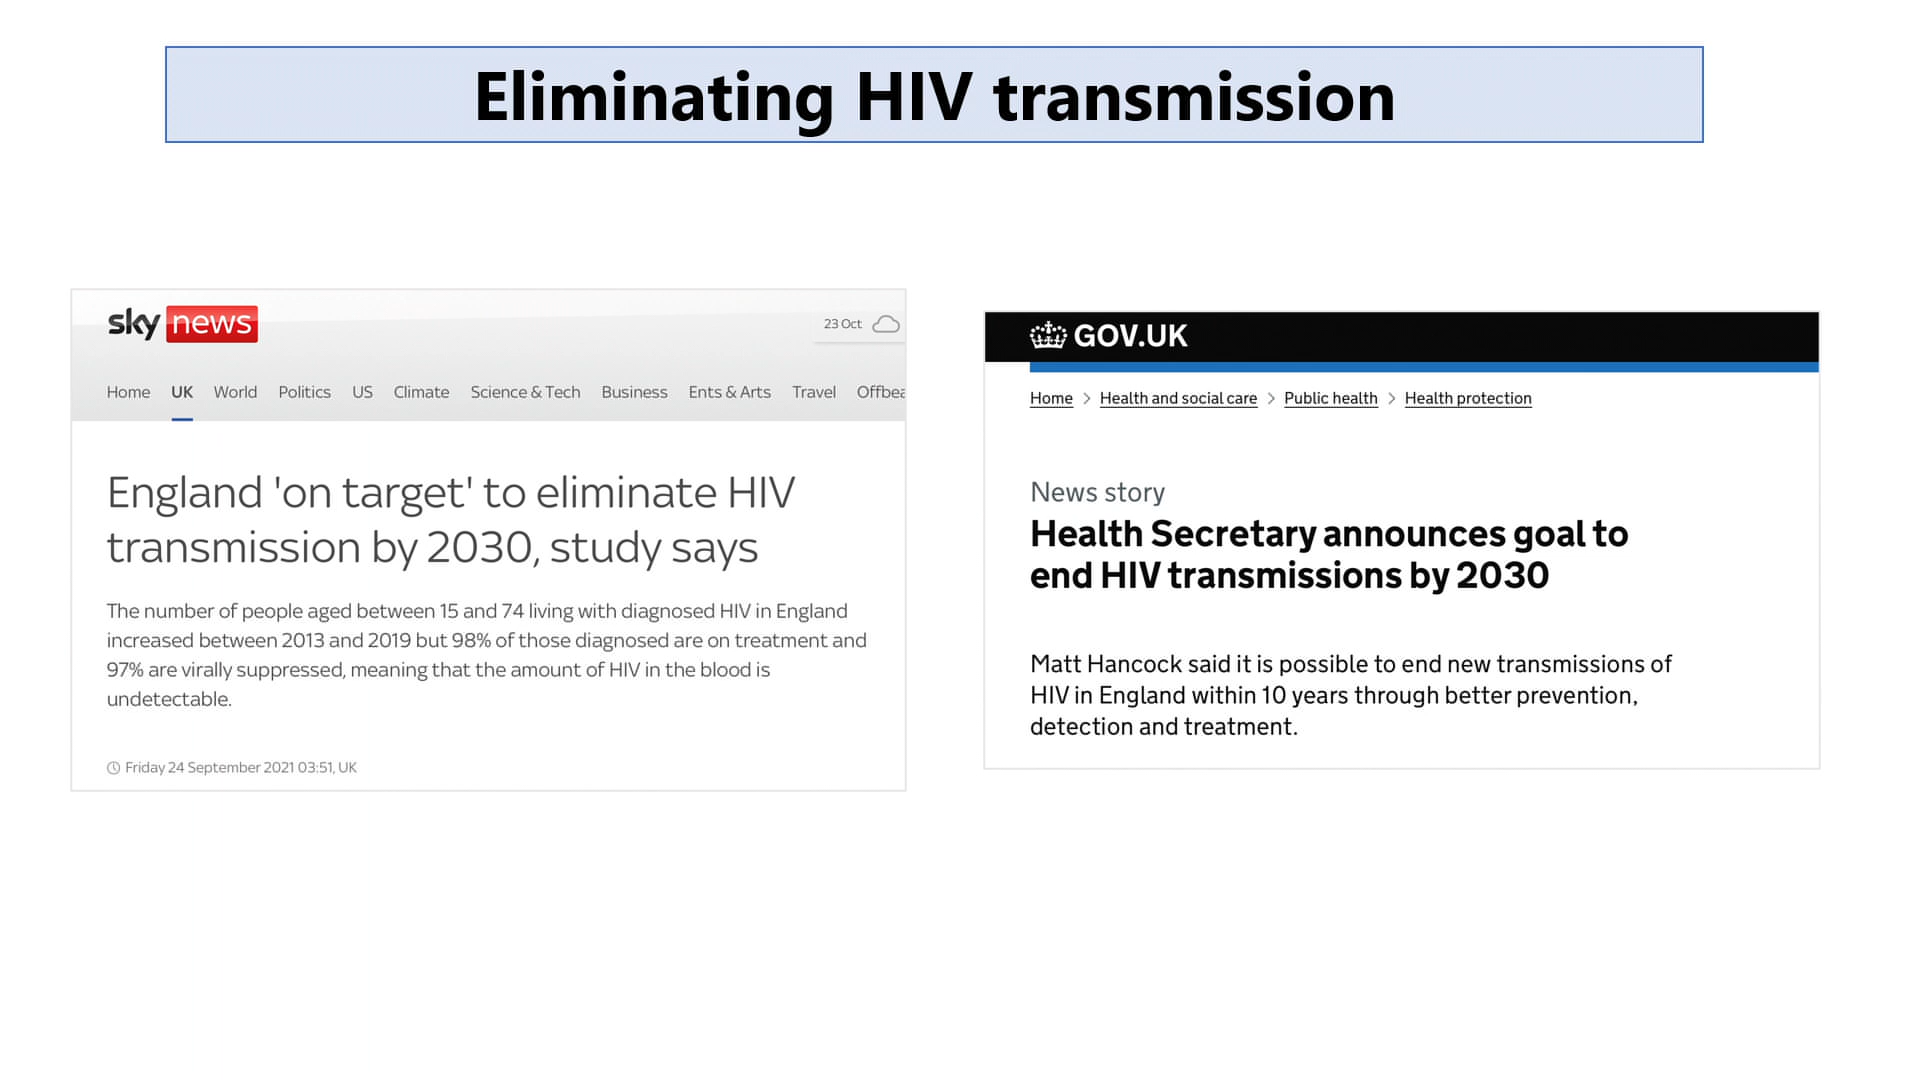 Eliminating HIV transmission
sky news
23 Oct
Home UK World Politics US Climate Science & Tech Business Ents & Arts Travel Offbea
England 'on target' to eliminate HIV
transmission by 2030, study says
The number of people aged between 15 and 74 living with diagnosed HIV in England
increased between 2013 and 2019 but 98% of those diagnosed are on treatment and
97% are virally suppressed, meaning that the amount of HIV in the blood is
undetectable.
Friday 24 September 2021 03:51, UK
GOV.UK
Home > Health and social care > Public health > Health protection
News story
Health Secretary announces goal to
end HIV transmissions by 2030
Matt Hancock said it is possible to end new transmissions of
HIV in England within 10 years through better prevention,
detection and treatment.